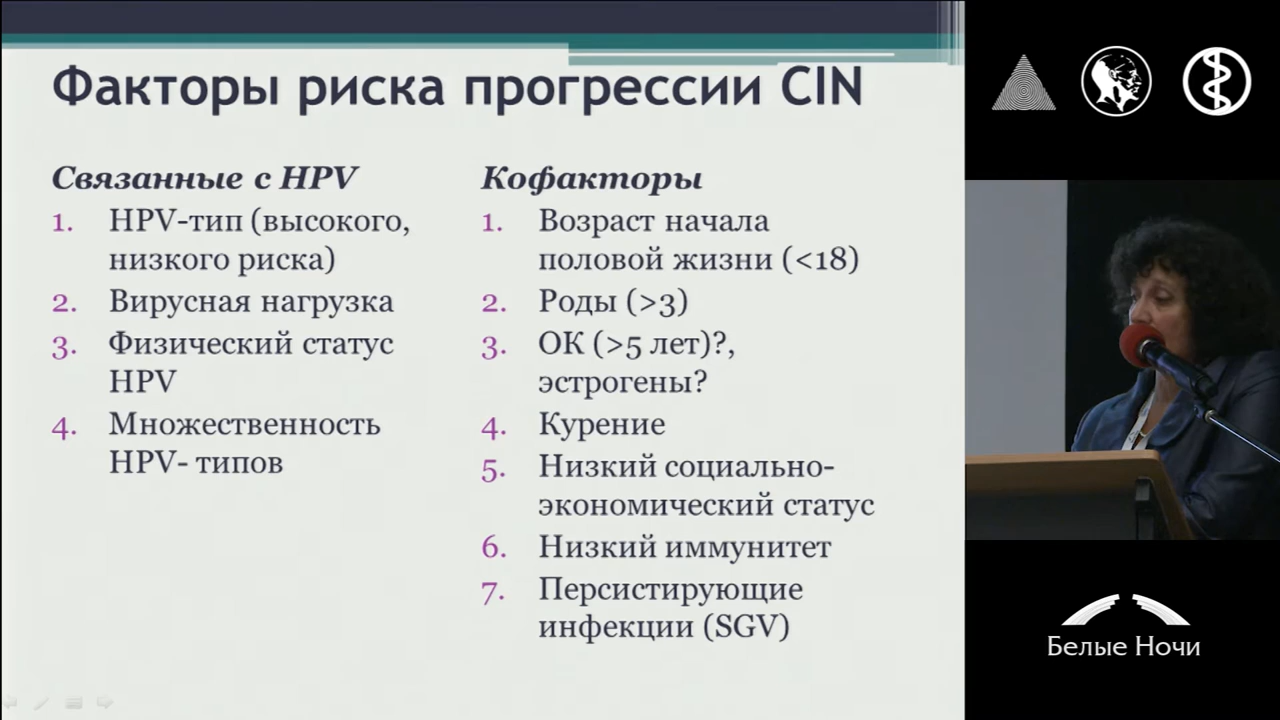 Факторы риска прогрессии CIN
Связанные с HPV
1. HPV-тип (высокого,
низкого риска)
2. Вирусная нагрузка
3. Физический статус
HPV
4. Множественность
HPV- типов
Кофакторы
1. Возраст начала
половой жизни (<18)
2. Роды (>3)
3. ОК (>5 лет)?,
эстрогены?
4. Курение
5. Низкий социально-
экономический статус
6. Низкий иммунитет
7. Персистирующие
инфекции (SGV)
Белые Ночи